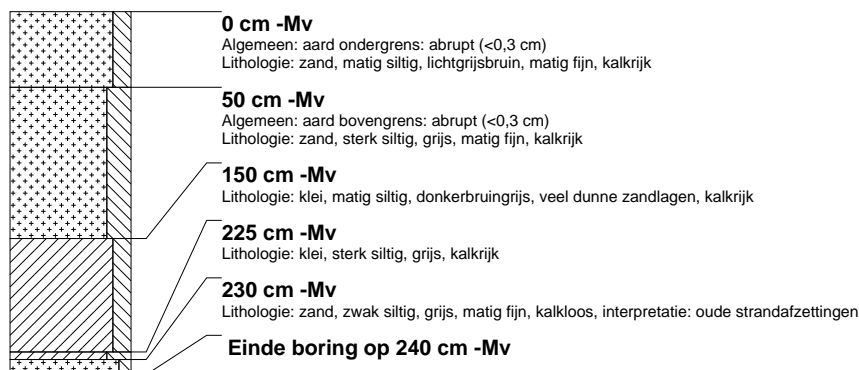 0 cm -Mv
Algemeen: aard ondergrens: abrupt (<0,3 cm)
Lithologie: zand, matig siltig, lichtgrijsbruin, matig fijn, kalkrijk
50 cm -Mv
Algemeen: aard bovengrens: abrupt (<0,3 cm)
Lithologie: zand, sterk siltig, grijs, matig fijn, kalkrijk
150 cm -Mv
Lithologie: klei, matig siltig, donkerbruingrijs, veel dunne zandlagen, kalkrijk
225 cm -Mv
Lithologie: klei, sterk siltig, grijs, kalkrijk
230 cm -Mv
Lithologie: zand, zwak siltig, grijs, matig fijn, kalkloos, interpretatie: oude strandafzettingen
Einde boring op 240 cm -Mv